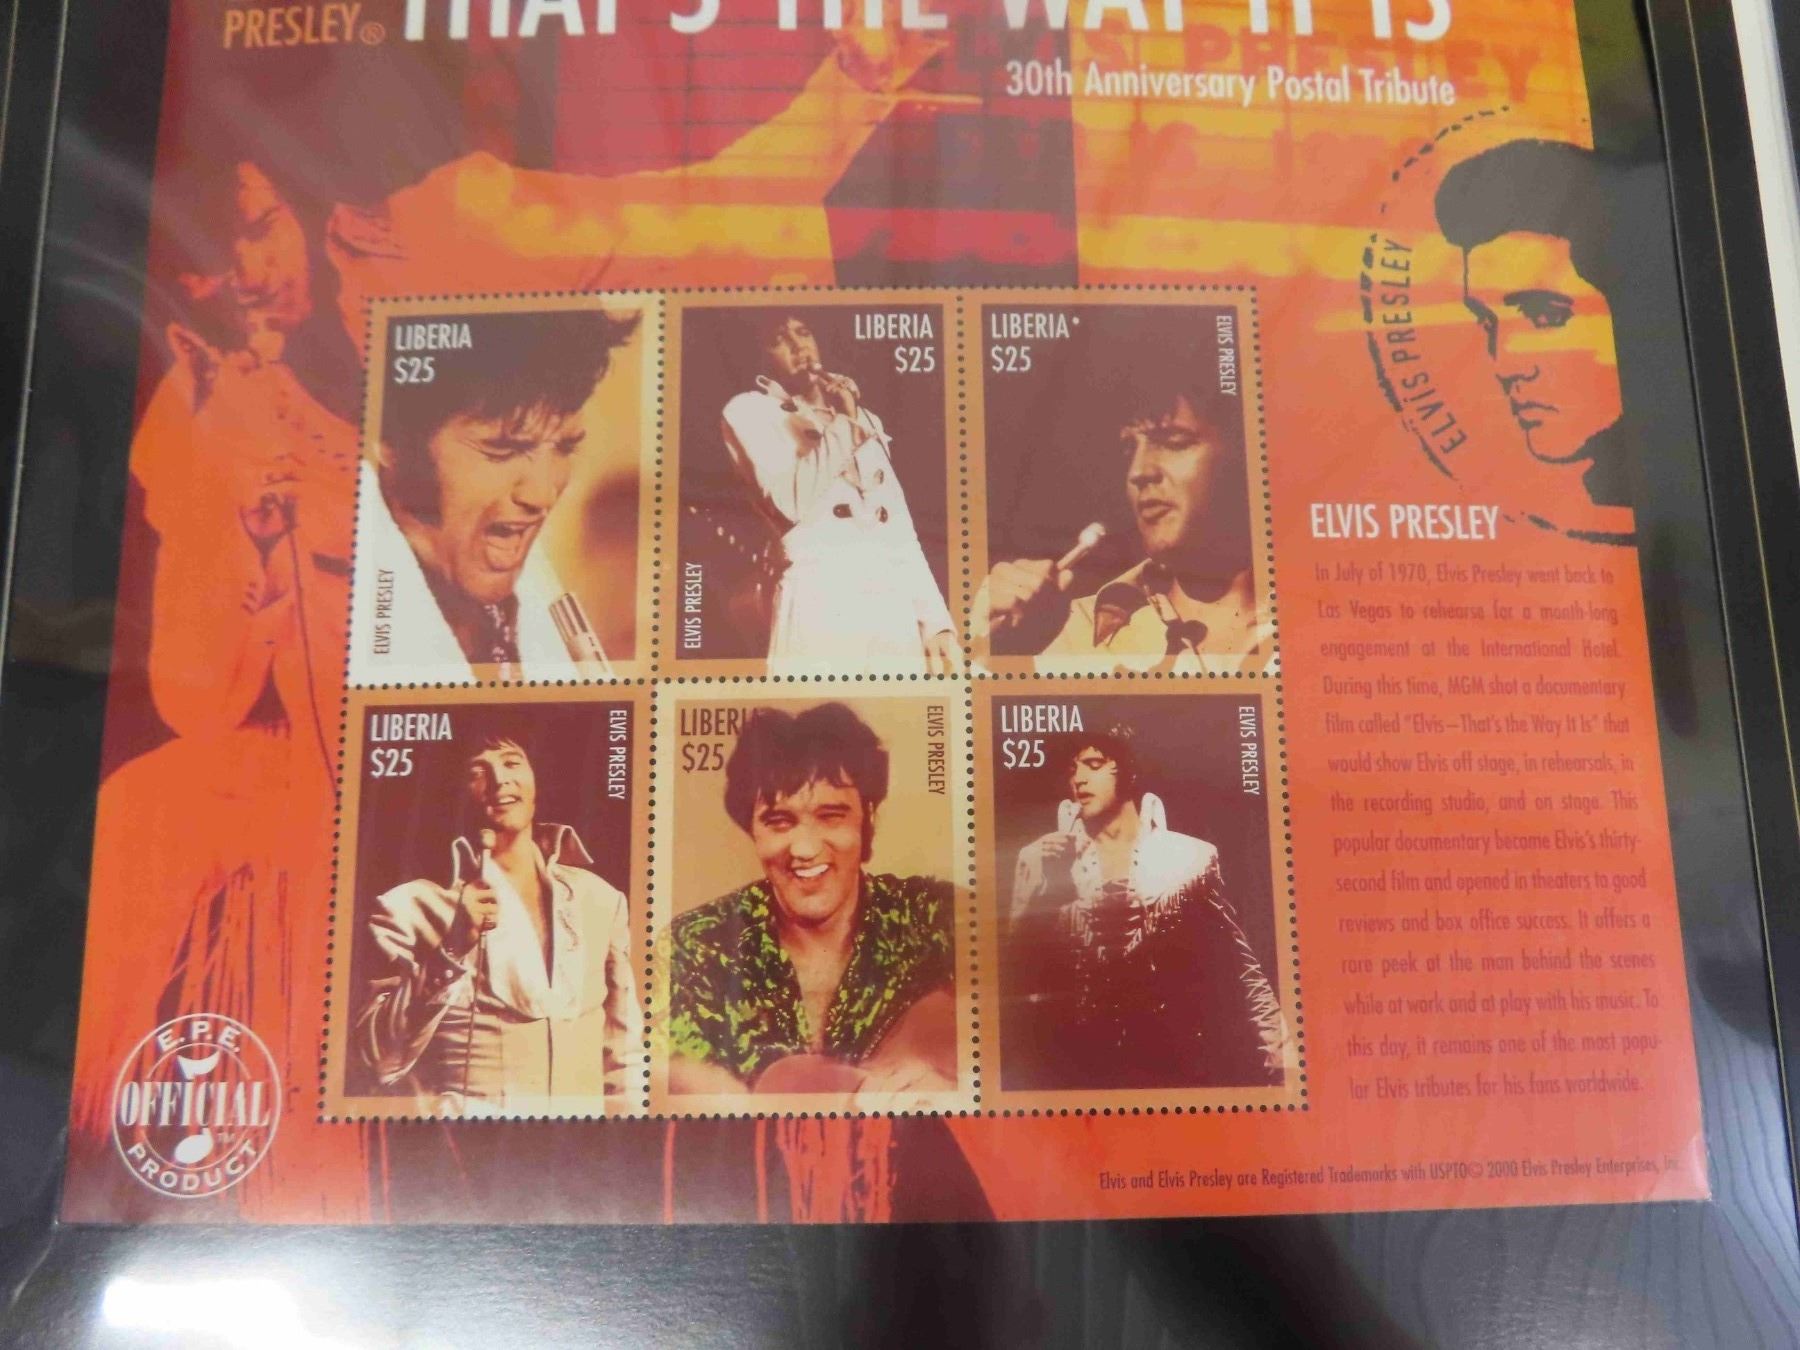 PRESLEY® THAT'S THE WAY IT IS
ELVIS PRESLEY
30th Anniversary Postal Tribute
ELVIS PRESLEY
LIBERIA
$25
ELVIS PRESLEY
LIBERIA
$25
ELVIS PRESLEY
LIBERIA
$25
ELVIS PRESLEY
LIBERIA
$25
ELVIS PRESLEY
LIBERIA
$25
ELVIS PRESLEY
LIBERIA
$25
ELVIS PRESLEY
ELVIS PRESLEY
In July of 1970, Elvis Presley went back to
Las Vegas to rehearse for a month-long
engagement at the International Hotel.
During this time, MGM shot a documentary
film called "Elvis—That's the Way It Is" that
would show Elvis off stage, in rehearsals, in
the recording studio, and on stage. This
popular documentary became Elvis's thirty-
second film and opened in theaters to good
reviews and box office success. It offers a
rare peek at the man behind the scenes
while at work and at play with his music. To
this day, it remains one of the most popu-
lar Elvis tributes for his fans worldwide.
E.P.E.
OFFICIAL™
PRODUCT
Elvis and Elvis Presley are Registered Trademarks with USPTO© 2000 Elvis Presley Enterprises, Inc.